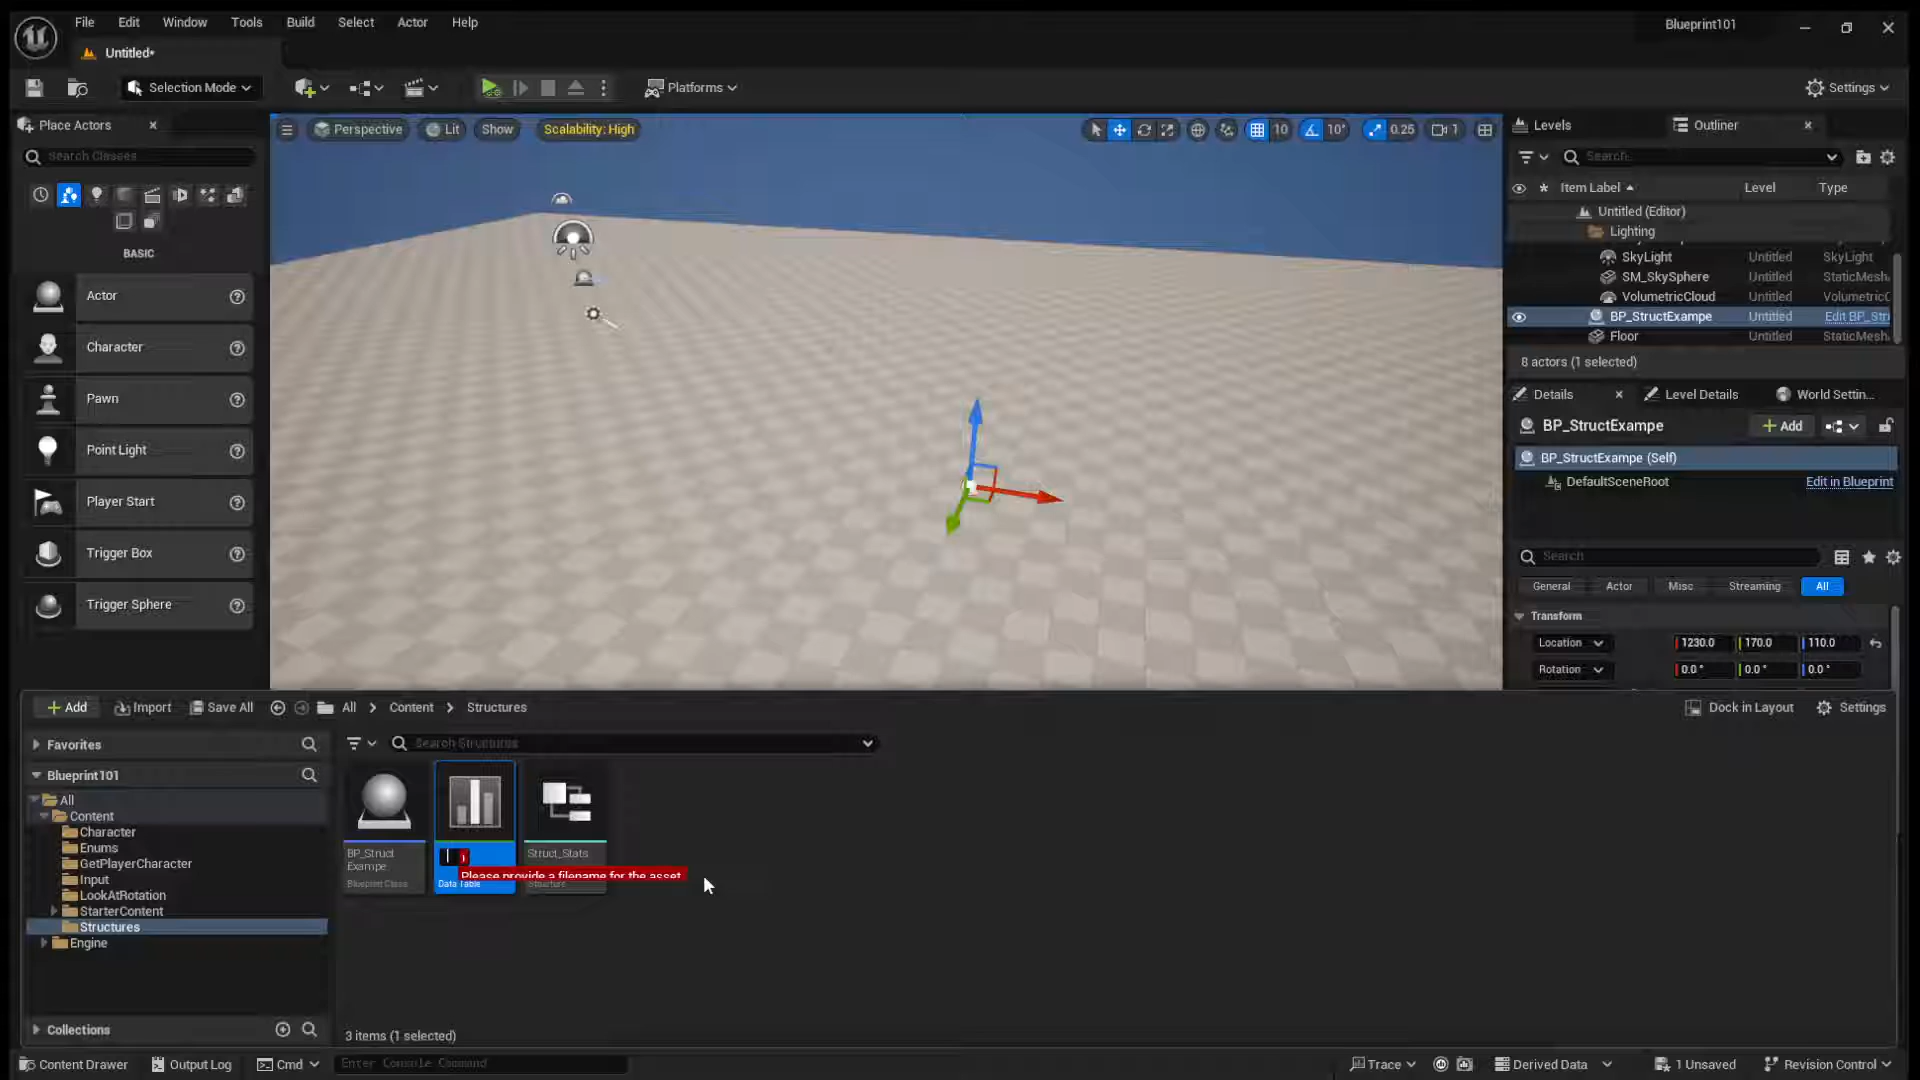 File Edit Window Tools Build Select Actor Help
Blueprint101
Untitled*
Selection Mode
Platforms
Settings
Place Actors
Search Classes
BASIC
Actor
Character
Pawn
Point Light
Player Start
Trigger Box
Trigger Sphere
Perspective Lit Show Scalability: High
10 10° 0.25 1
Levels Outliner
Search...
Item Label Level Type
Untitled (Editor)
Lighting
SkyLight Untitled SkyLight
SM_SkySphere Untitled StaticMesh
VolumetricCloud Untitled VolumetricC
BP_StructExampe Untitled Edit BP_Str
Floor Untitled StaticMesh
8 actors (1 selected)
Details Level Details World Settin...
BP_StructExampe Add
BP_StructExampe (Self)
DefaultSceneRoot Edit in Blueprint
Search
General Actor Misc Streaming All
Transform
Location 1230.0 170.0 110.0
Rotation 0.0° 0.0° 0.0°
Add Import Save All All Content Structures
Dock in Layout Settings
Favorites
Blueprint101
All
Content
Character
Enums
GetPlayerCharacter
Input
LookAtRotation
StarterContent
Structures
Engine
Collections
Search Structures
BP_Struct
Exampe
Blueprint Class
Please provide a filename for the asset.
Data Table
Struct_Stats
Structure
3 items (1 selected)
Content Drawer Output Log Cmd Enter Console Command
Trace Derived Data 1 Unsaved Revision Control